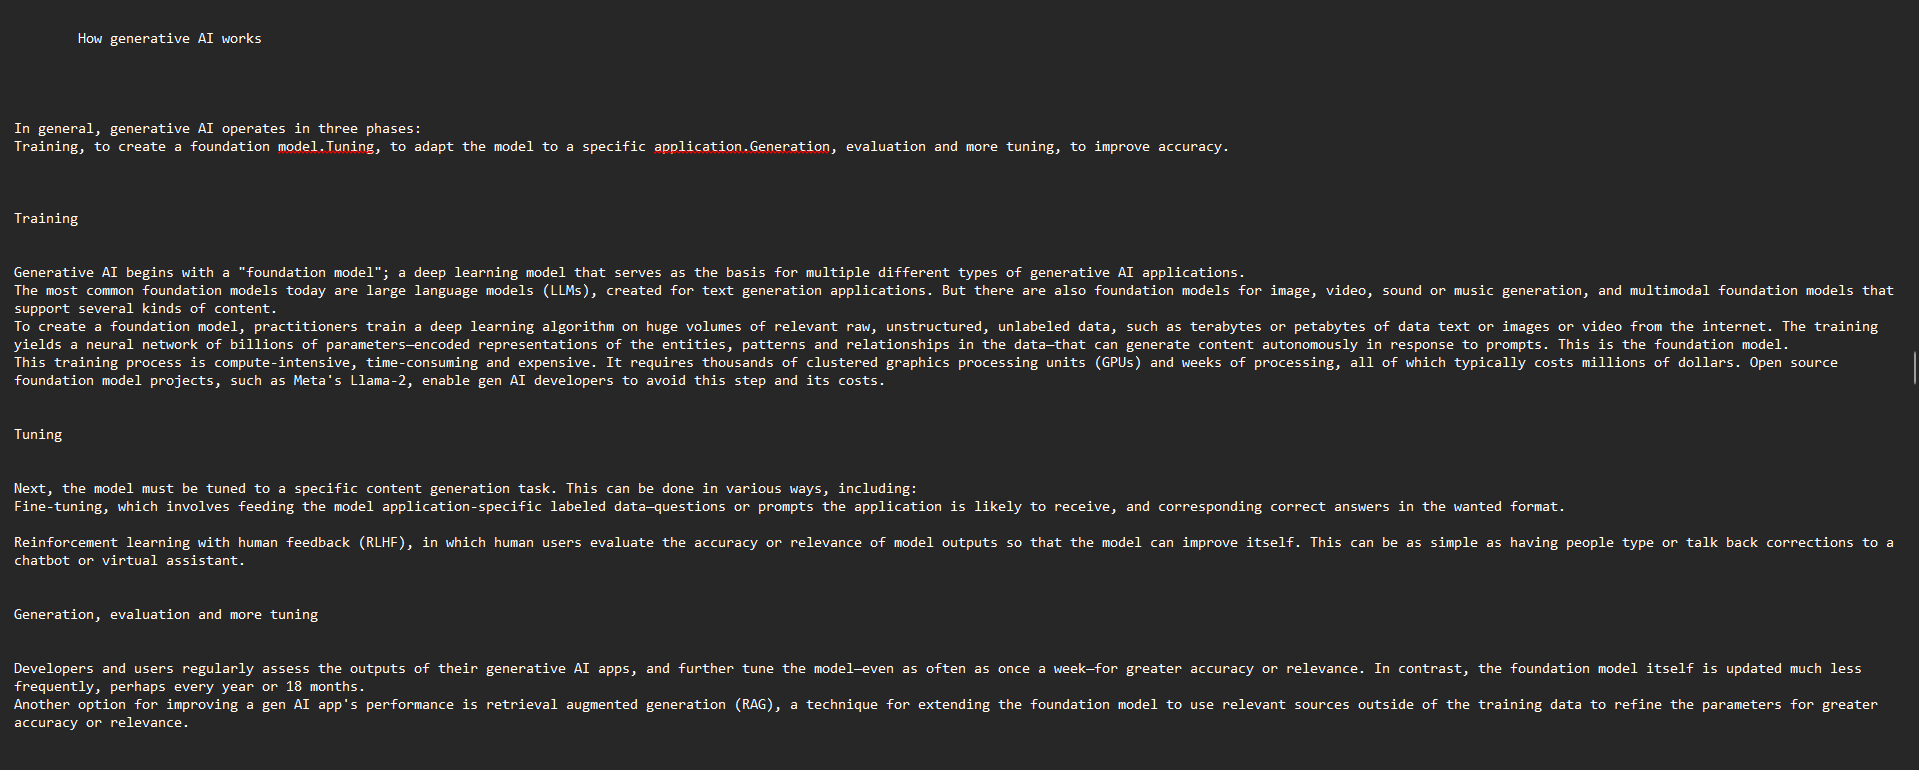 How generative AI works
In general, generative AI operates in three phases:
Training, to create a foundation model.Tuning, to adapt the model to a specific application.Generation, evaluation and more tuning, to improve accuracy.
Training
Generative AI begins with a "foundation model"; a deep learning model that serves as the basis for multiple different types of generative AI applications.
The most common foundation models today are large language models (LLMs), created for text generation applications. But there are also foundation models for image, video, sound or music generation, and multimodal foundation models that
support several kinds of content.
To create a foundation model, practitioners train a deep learning algorithm on huge volumes of relevant raw, unstructured, unlabeled data, such as terabytes or petabytes of data text or images or video from the internet. The training
yields a neural network of billions of parameters—encoded representations of the entities, patterns and relationships in the data—that can generate content autonomously in response to prompts. This is the foundation model.
This training process is compute-intensive, time-consuming and expensive. It requires thousands of clustered graphics processing units (GPUs) and weeks of processing, all of which typically costs millions of dollars. Open source
foundation model projects, such as Meta's Llama-2, enable gen AI developers to avoid this step and its costs.
Tuning
Next, the model must be tuned to a specific content generation task. This can be done in various ways, including:
Fine-tuning, which involves feeding the model application-specific labeled data—questions or prompts the application is likely to receive, and corresponding correct answers in the wanted format.
Reinforcement learning with human feedback (RLHF), in which human users evaluate the accuracy or relevance of model outputs so that the model can improve itself. This can be as simple as having people type or talk back corrections to a
chatbot or virtual assistant.
Generation, evaluation and more tuning
Developers and users regularly assess the outputs of their generative AI apps, and further tune the model—even as often as once a week—for greater accuracy or relevance. In contrast, the foundation model itself is updated much less
frequently, perhaps every year or 18 months.
Another option for improving a gen AI app's performance is retrieval augmented generation (RAG), a technique for extending the foundation model to use relevant sources outside of the training data to refine the parameters for greater
accuracy or relevance.